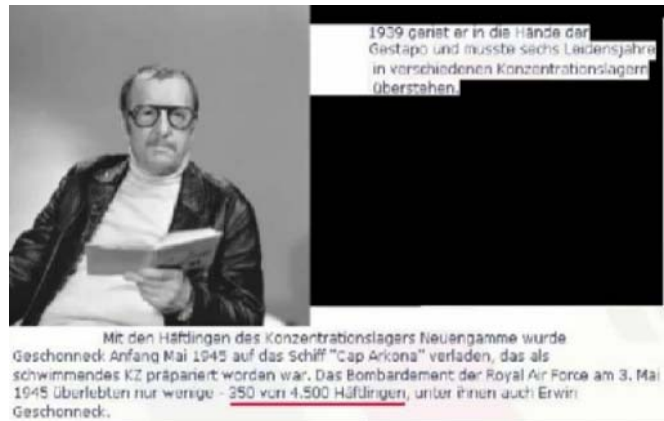 1939 geriet er in die Hände der
Gestapo und musste sechs Leidensjahre
in verschiedenen Konzentrationslagern
überstehen.
Mit den Häftlingen des Konzentrationslagers Neuengamme wurde
Geschonneck Anfang Mai 1945 auf das Schiff "Cap Arkona" verladen, das als
schwimmendes KZ präpariert worden war. Das Bombardement der Royal Air Force am 3. Mai
1945 überlebten nur wenige - 350 von 4.500 Häftlingen, unter ihnen auch Erwin
Geschonneck.